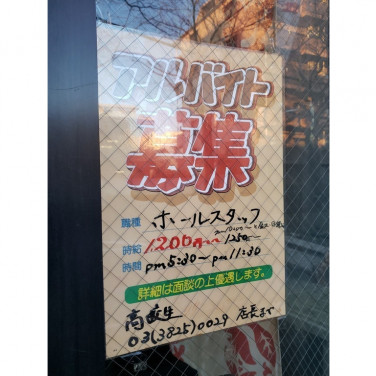 アルバイト
募集
職種 ホールスタッフ
時給 1,200円〜 1250
時間 pm5:30〜pm11:30
詳細は面談の上優遇します。
高校生
03(3825)0029 店長まで